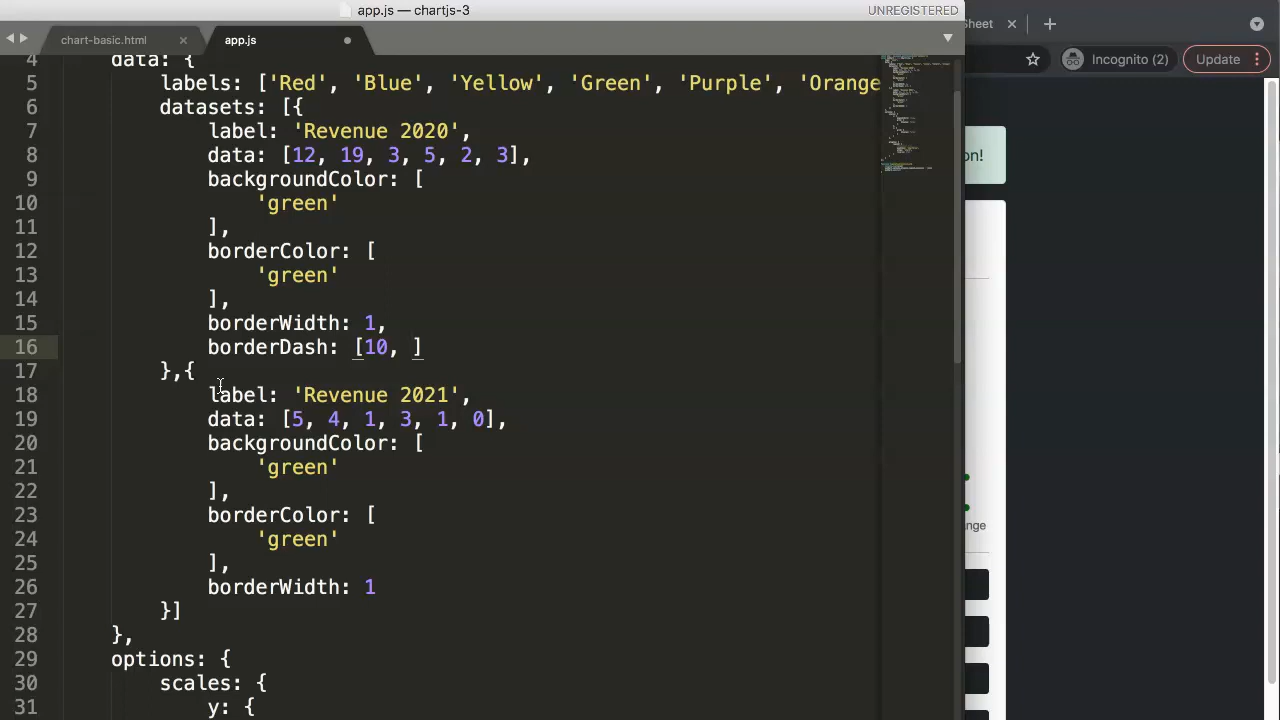 app.js — chartjs-3
UNREGISTERED
chart-basic.html
app.js
Sheet
Incognito (2)
Update
4 data: {
5 labels: ['Red', 'Blue', 'Yellow', 'Green', 'Purple', 'Orange
6 datasets: [{
7 label: 'Revenue 2020',
8 data: [12, 19, 3, 5, 2, 3],
9 backgroundColor: [
10 'green'
11 ],
12 borderColor: [
13 'green'
14 ],
15 borderWidth: 1,
16 borderDash: [10, ]
17 },{
18 label: 'Revenue 2021',
19 data: [5, 4, 1, 3, 1, 0],
20 backgroundColor: [
21 'green'
22 ],
23 borderColor: [
24 'green'
25 ],
26 borderWidth: 1
27 }]
28 },
29 options: {
30 scales: {
31 y: {
on!
nge